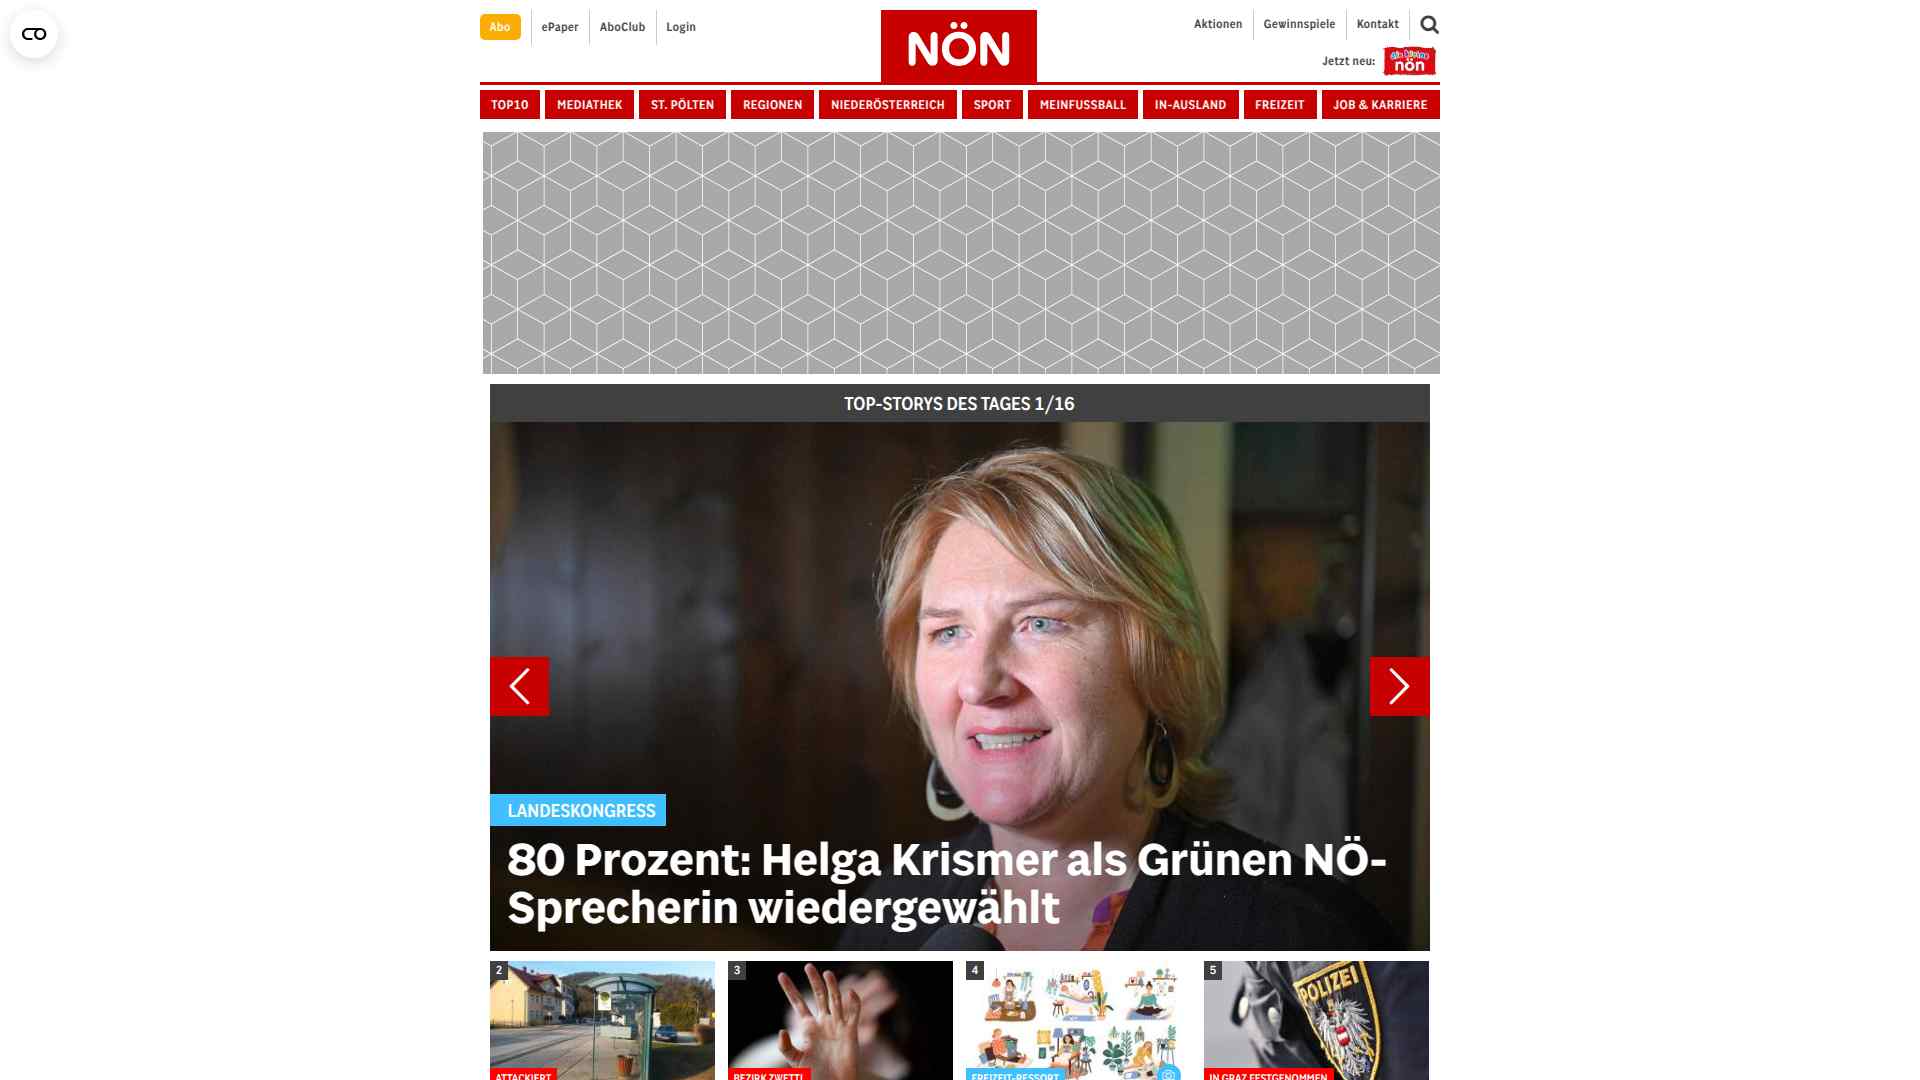 Abo
ePaper
AboClub
Login
NÖN
Aktionen
Gewinnspiele
Kontakt
Jetzt neu:
die kleine
nön
TOP10
MEDIATHEK
ST. PÖLTEN
REGIONEN
NIEDERÖSTERREICH
SPORT
MEINFUSSBALL
IN-AUSLAND
FREIZEIT
JOB & KARRIERE
TOP-STORYS DES TAGES 1/16
LANDESKONGRESS
80 Prozent: Helga Krismer als Grünen NÖ-
Sprecherin wiedergewählt
2
3
4
5
POLIZEI
ATTACKIERT
BEZIRK ZWETTL
FREIZEIT-RESSORT
IN GRAZ FESTGENOMMEN